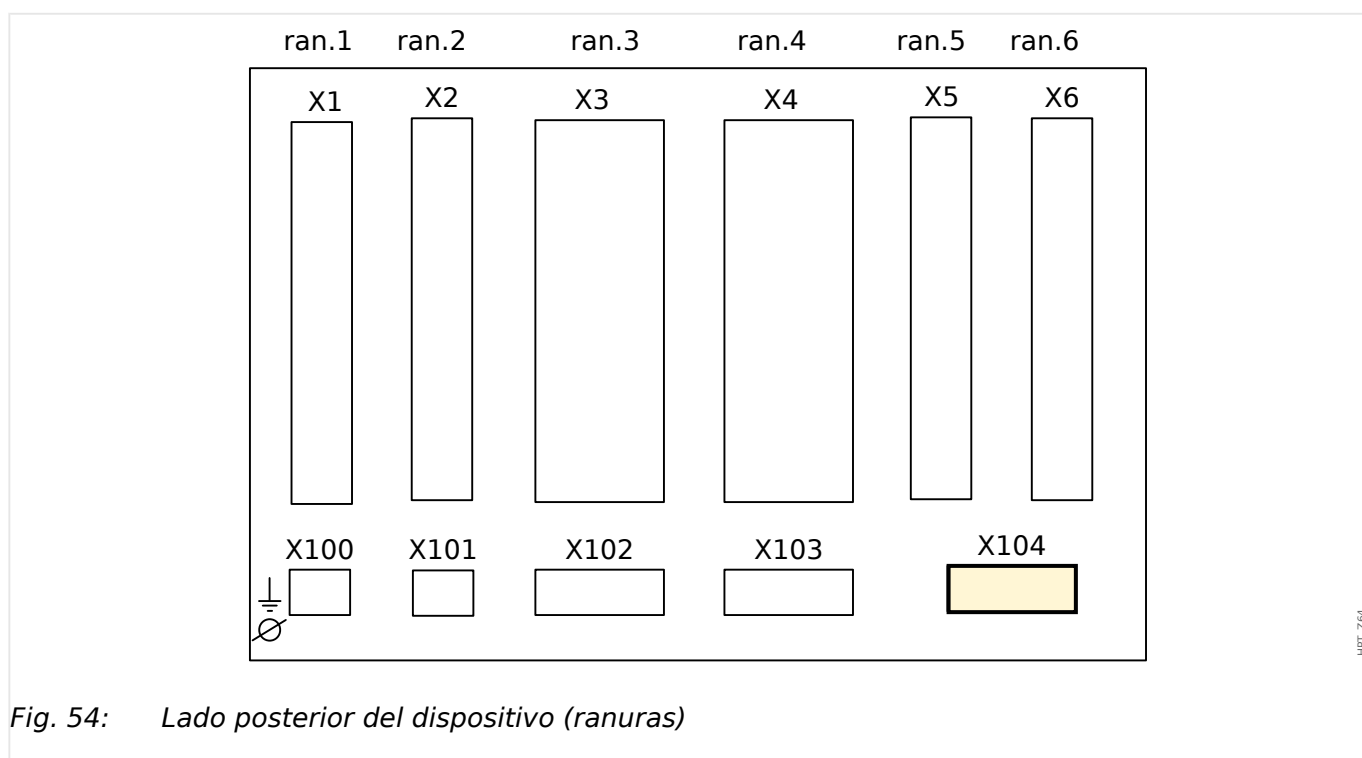 ran.1 ran.2 ran.3 ran.4 ran.5 ran.6
X1 X2 X3 X4 X5 X6
X100 X101 X102 X103 X104
Fig. 54: Lado posterior del dispositivo (ranuras)